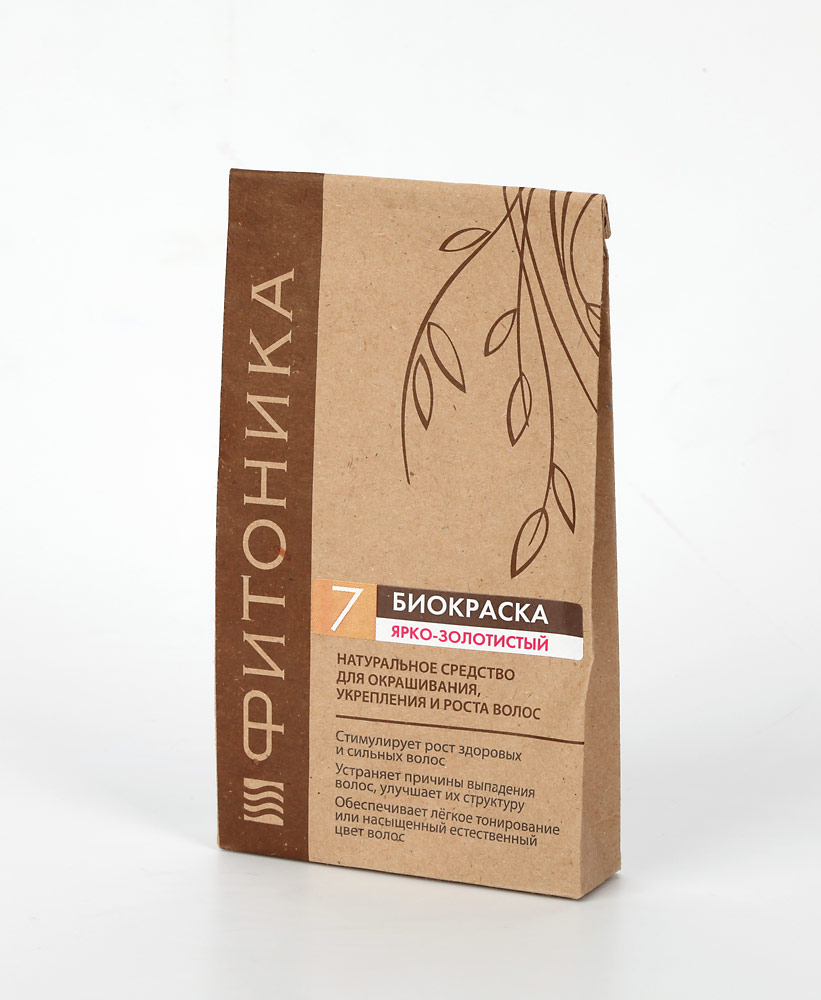 ФИТОНИКА
7
БИОКРАСКА
ЯРКО-ЗОЛОТИСТЫЙ
НАТУРАЛЬНОЕ СРЕДСТВО
ДЛЯ ОКРАШИВАНИЯ,
УКРЕПЛЕНИЯ И РОСТА ВОЛОС
Стимулирует рост здоровых
и сильных волос
Устраняет причины выпадения
волос, улучшает их структуру
Обеспечивает лёгкое тонирование
или насыщенный естественный
цвет волос